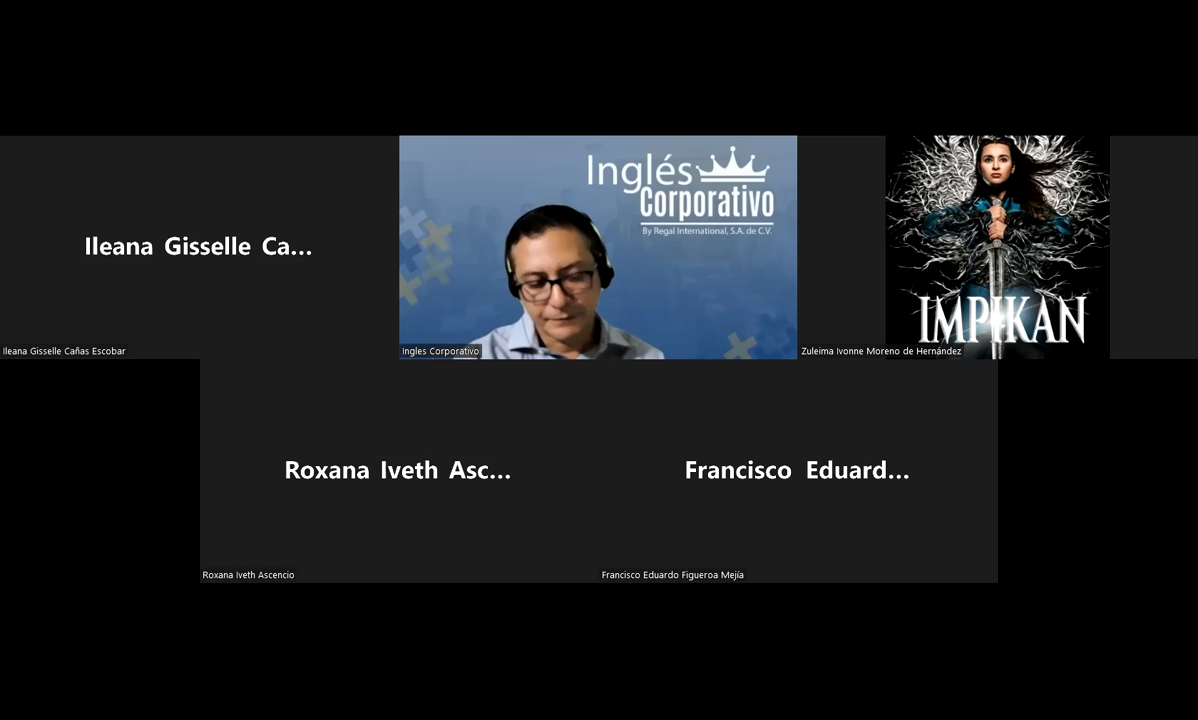 Ileana Gisselle Ca...
Ileana Gisselle Cañas Escobar
Inglés
Corporativo
By Regal International, S.A. de C.V.
Ingles Corporativo
IMPIKAN
Zuleima Ivonne Moreno de Hernández
Roxana Iveth Asc...
Roxana Iveth Ascencio
Francisco Eduard...
Francisco Eduardo Figueroa Mejía